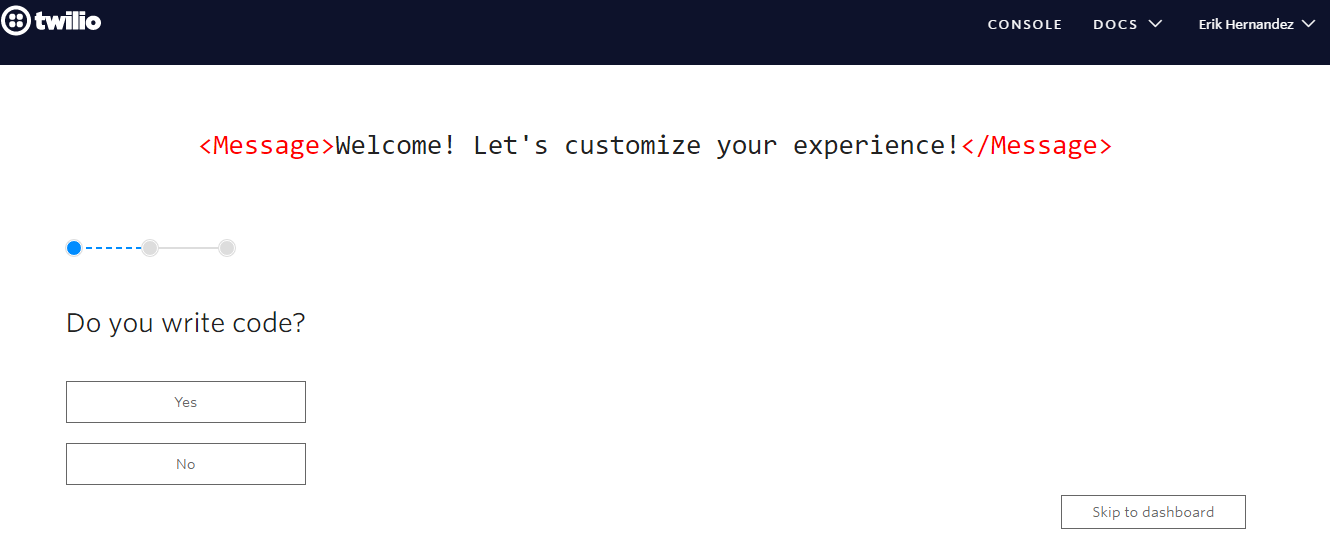 twilio
CONSOLE DOCS Erik Hernandez
<Message>Welcome! Let's customize your experience!</Message>
Do you write code?
Yes
No
Skip to dashboard